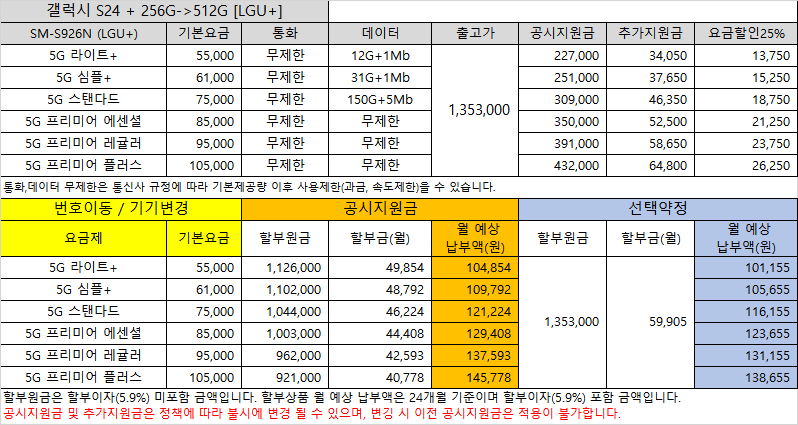 갤럭시 S24 + 256G->512G [LGU+]
SM-S926N (LGU+) 기본요금 통화 데이터 출고가 공시지원금 추가지원금 요금할인25%
5G 라이트+ 55,000 무제한 12G+1Mb 227,000 34,050 13,750
5G 심플+ 61,000 무제한 31G+1Mb 251,000 37,650 15,250
5G 스탠다드 75,000 무제한 150G+5Mb 309,000 46,350 18,750
1,353,000
5G 프리미어 에센셜 85,000 무제한 무제한 350,000 52,500 21,250
5G 프리미어 레귤러 95,000 무제한 무제한 391,000 58,650 23,750
5G 프리미어 플러스 105,000 무제한 무제한 432,000 64,800 26,250
통화,데이터 무제한은 통신사 규정에 따라 기본제공량 이후 사용제한(과금, 속도제한)을 수 있습니다.
번호이동 / 기기변경 공시지원금 선택약정
요금제 기본요금 할부원금 할부금(월) 월 예상 납부액(원) 할부원금 할부금(월) 월 예상 납부액(원)
5G 라이트+ 55,000 1,126,000 49,854 104,854 101,155
5G 심플+ 61,000 1,102,000 48,792 109,792 105,655
5G 스탠다드 75,000 1,044,000 46,224 121,224 116,155
1,353,000 59,905
5G 프리미어 에센셜 85,000 1,003,000 44,408 129,408 123,655
5G 프리미어 레귤러 95,000 962,000 42,593 137,593 131,155
5G 프리미어 플러스 105,000 921,000 40,778 145,778 138,655
할부원금은 할부이자(5.9%) 미포함 금액입니다. 할부상품 월 예상 납부액은 24개월 기준이며 할부이자(5.9%) 포함 금액입니다.
공시지원금 및 추가지원금은 정책에 따라 불시에 변경 될 수 있으며, 변깅 시 이전 공시지원금은 적용이 불가합니다.